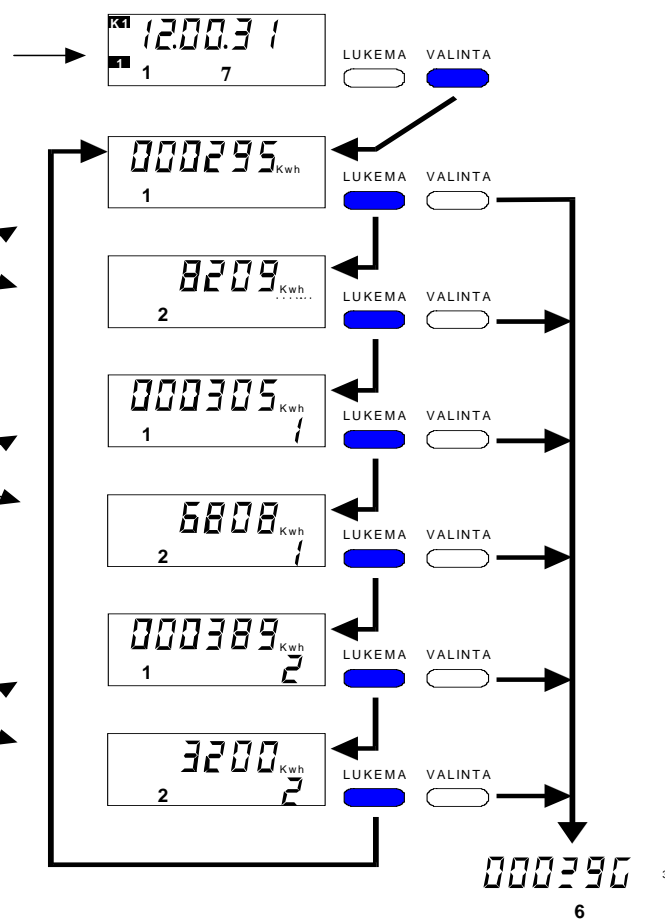 K1 12.00.31
1
1 7
LUKEMA VALINTA
000295 Kwh
1
LUKEMA VALINTA
8209 Kwh
2
LUKEMA VALINTA
000305 Kwh
1 1
LUKEMA VALINTA
6808 Kwh
2 1
LUKEMA VALINTA
000389 Kwh
1 2
LUKEMA VALINTA
3200 Kwh
2 2
LUKEMA VALINTA
6